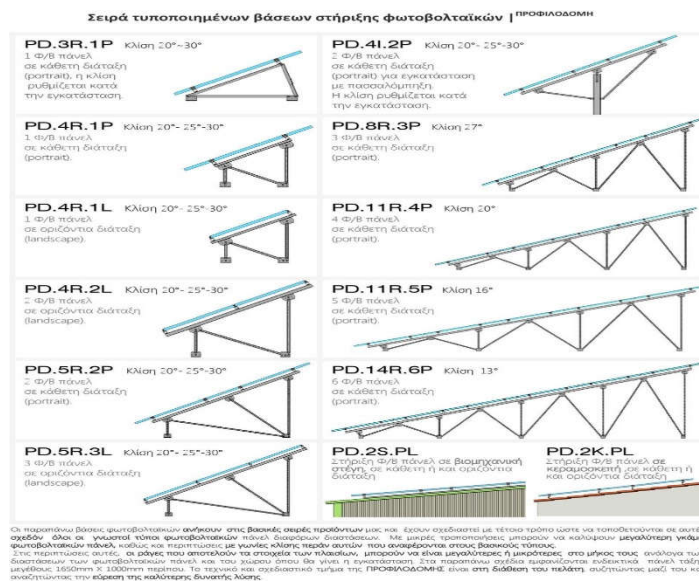 Σειρά τυποποιημένων βάσεων στήριξης φωτοβολταϊκών | ΠΡΟΦΙΛΟΔΟΜΗ
PD.3R.1P Κλίση 20°~30°
1 Φ/Β πάνελ
σε κάθετη διάταξη
(portrait), η κλίση
ρυθμίζεται κατά
την εγκατάσταση.
PD.4R.1P Κλίση 20°- 25°-30°
1 Φ/Β πάνελ
σε κάθετη διάταξη
(portrait).
PD.4R.1L Κλίση 20°- 25°-30°
1 Φ/Β πάνελ
σε οριζόντια διάταξη
(landscape).
PD.4R.2L Κλίση 20°- 25°-30°
2 Φ/Β πάνελ
σε οριζόντια διάταξη
(landscape).
PD.5R.2P Κλίση 20°- 25°-30°
2 Φ/Β πάνελ
σε κάθετη διάταξη
(portrait).
PD.5R.3L Κλίση 20°- 25°-30°
3 Φ/Β πάνελ
σε οριζόντια διάταξη
(landscape).
PD.4I.2P Κλίση 20°- 25°-30°
2 Φ/Β πάνελ
σε κάθετη διάταξη
(portrait) για εγκατάσταση
με πασσαλόμπηξη.
Η κλίση ρυθμίζεται κατά
την εγκατάσταση.
PD.8R.3P Κλίση 27°
3 Φ/Β πάνελ
σε κάθετη διάταξη
(portrait).
PD.11R.4P Κλίση 20°
4 Φ/Β πάνελ
σε κάθετη διάταξη
(portrait).
PD.11R.5P Κλίση 16°
5 Φ/Β πάνελ
σε κάθετη διάταξη
(portrait).
PD.14R.6P Κλίση 13°
6 Φ/Β πάνελ
σε κάθετη διάταξη
(portrait).
PD.2S.PL
Στήριξη Φ/Β πάνελ σε βιομηχανική
στέγη, σε κάθετη ή και οριζόντια
διάταξη
PD.2K.PL
Στήριξη Φ/Β πάνελ σε
κεραμοσκεπή, σε κάθετη ή
και οριζόντια διάταξη
Οι παραπάνω βάσεις φωτοβολταϊκών ανήκουν στις βασικές σειρές προϊόντων μας και έχουν σχεδιαστεί με τέτοιο τρόπο ώστε να τοποθετούνται σε αυτές
σχεδόν όλοι οι γνωστοί τύποι φωτοβολταϊκών πάνελ διαφόρων διαστάσεων. Με μικρές τροποποιήσεις μπορούν να καλύψουν μεγαλύτερη γκάμα
φωτοβολταϊκών πάνελ, καθώς και περιπτώσεις με γωνίες κλίσης πέραν αυτών που αναφέρονται στους βασικούς τύπους.
Στις περιπτώσεις αυτές, οι ράγες που αποτελούν τα στοιχεία των πλαισίων, μπορούν να είναι μεγαλύτερες ή μικρότερες στο μήκος τους ανάλογα των
διαστάσεων των φωτοβολταϊκών πάνελ και του χώρου όπου θα γίνει η εγκατάσταση. Στα παραπάνω σχέδια εμφανίζονται ενδεικτικά πάνελ του
μεγέθους 1650mm X 1000mm περίπου. Το τεχνικό και σχεδιαστικό τμήμα της ΠΡΟΦΙΛΟΔΟΜΗΣ είναι στη διάθεση του πελάτη, συζητώντας μαζί του και
αναζητώντας την εύρεση της καλύτερης δυνατής λύσης.